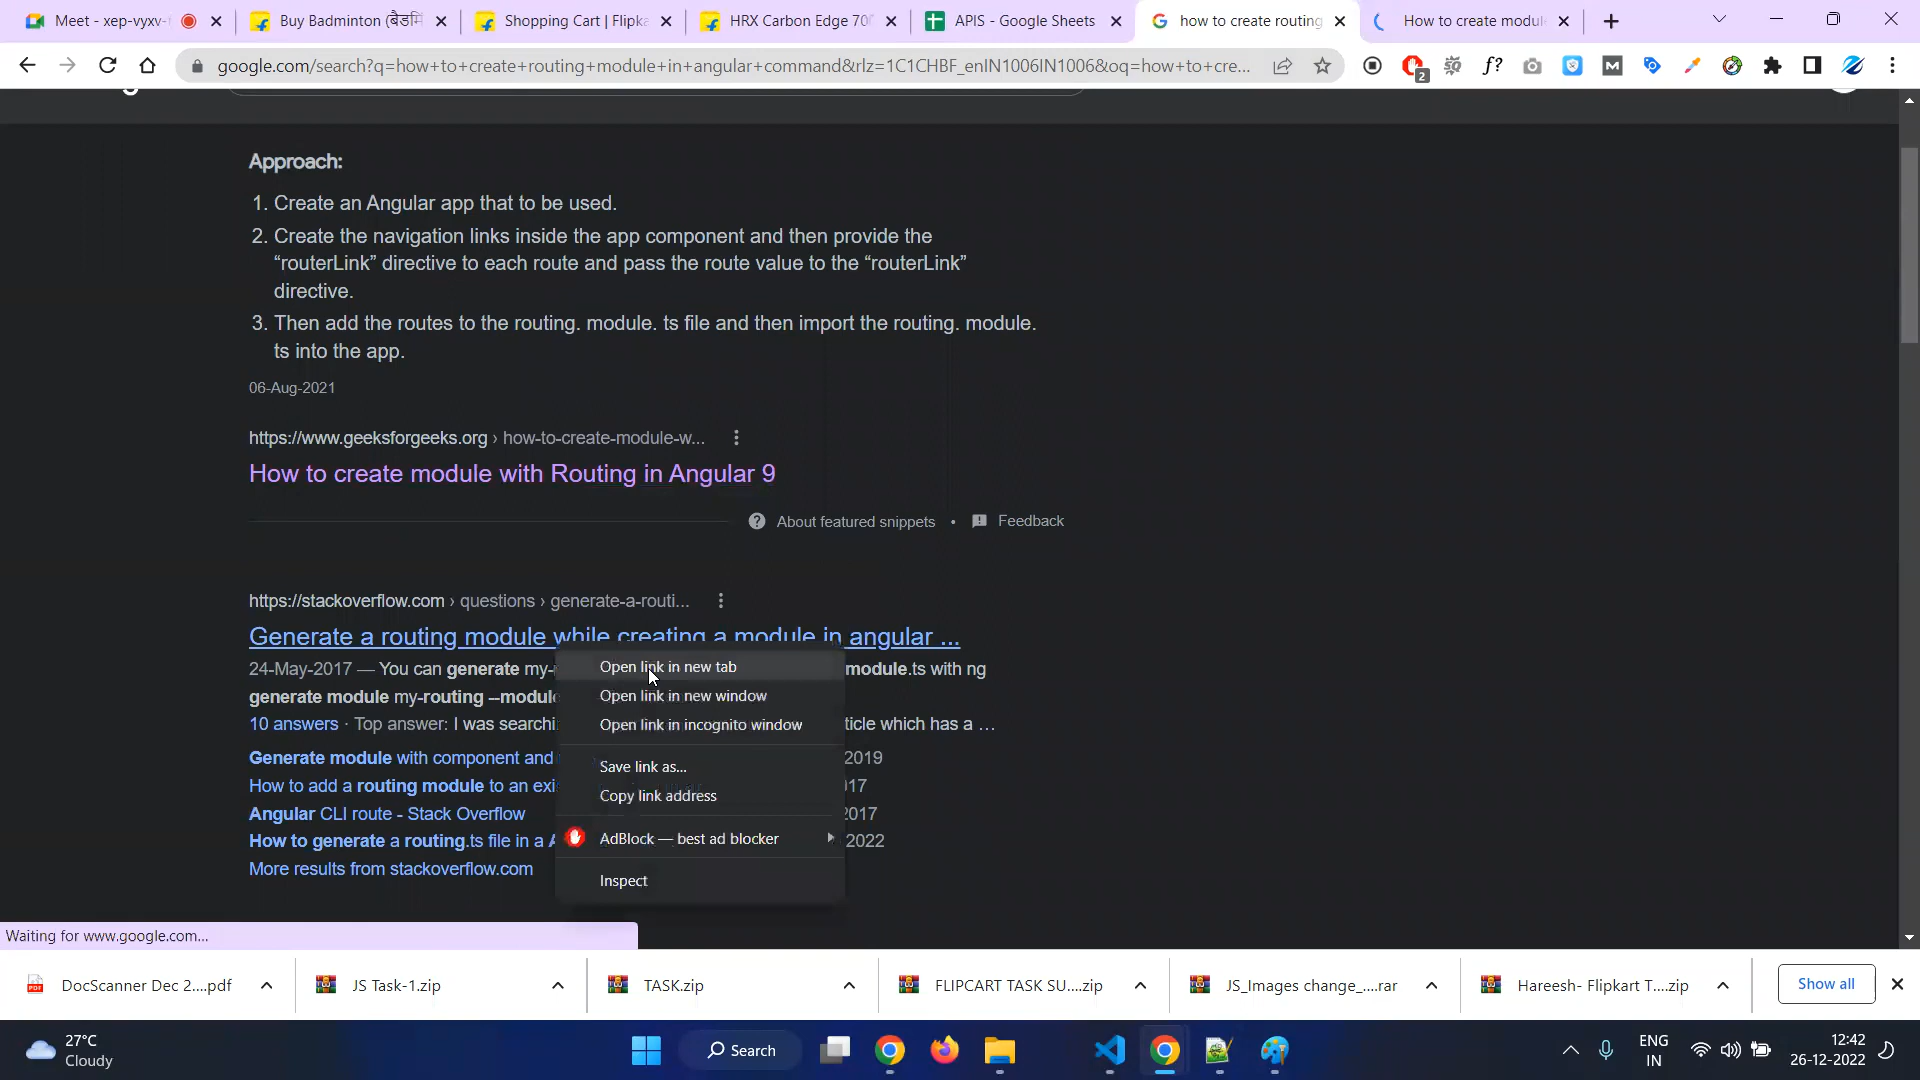 Meet - xep-vyxv-
Buy Badminton (बैडमि
Shopping Cart | Flipka
HRX Carbon Edge 700
APIS - Google Sheets
how to create routing
How to create modul
google.com/search?q=how+to+create+routing+module+in+angular+command&rlz=1C1CHBF_enIN1006IN1006&oq=how+to+cre...
2
f?
M
Approach:
1. Create an Angular app that to be used.
2. Create the navigation links inside the app component and then provide the
“routerLink” directive to each route and pass the route value to the “routerLink”
directive.
3. Then add the routes to the routing. module. ts file and then import the routing. module.
ts into the app.
06-Aug-2021
https://www.geeksforgeeks.org › how-to-create-module-w...
How to create module with Routing in Angular 9
About featured snippets • Feedback
https://stackoverflow.com › questions › generate-a-routi...
Generate a routing module while creating a module in angular ...
24-May-2017 — You can generate my- module.ts with ng
generate module my-routing --module
10 answers · Top answer: I was searchi ticle which has a ...
Generate module with component and 2019
How to add a routing module to an exi 17
Angular CLI route - Stack Overflow 2017
How to generate a routing.ts file in a A 2022
More results from stackoverflow.com
Open link in new tab
Open link in new window
Open link in incognito window
Save link as...
Copy link address
AdBlock — best ad blocker
Inspect
Waiting for www.google.com...
DocScanner Dec 2....pdf
JS Task-1.zip
TASK.zip
FLIPCART TASK SU....zip
JS_Images change_....rar
Hareesh- Flipkart T....zip
Show all
27°C
Cloudy
Search
ENG
IN
12:42
26-12-2022